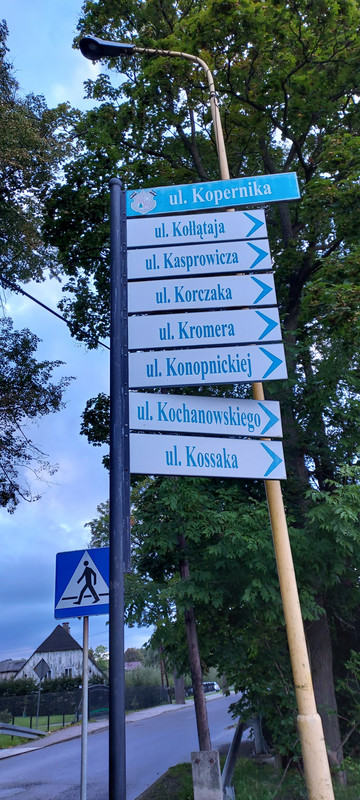 ul. Kopernika
ul. Kołłątaja
ul. Kasprowicza
ul. Korczaka
ul. Kromera
ul. Konopnickiej
ul. Kochanowskiego
ul. Kossaka